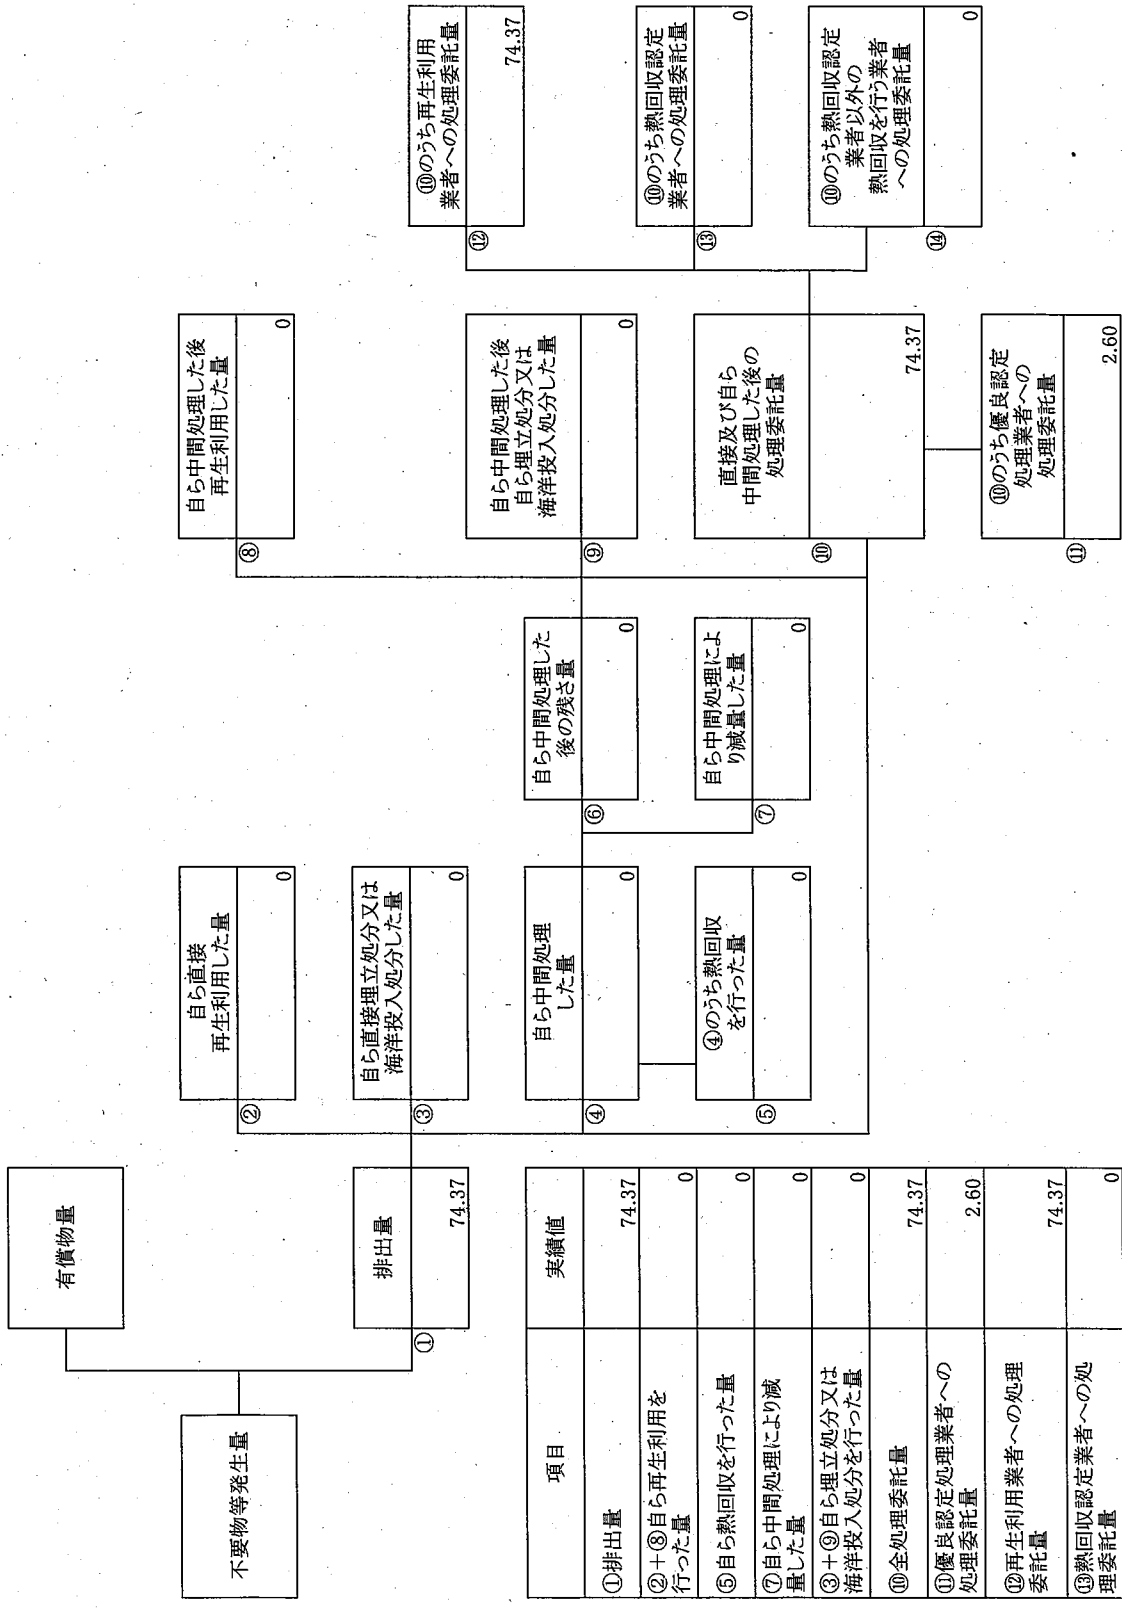 不要物等発生量
有償物量
排出量
①
74.37
自ら直接
再生利用した量
②
0
自ら直接埋立処分又は
海洋投入処分した量
③
0
自ら中間処理
した量
④
0
④のうち熱回収
を行った量
⑤
0
自ら中間処理した
後の残さ量
⑥
0
自ら中間処理によ
り減量した量
⑦
0
自ら中間処理した後
再生利用した量
⑧
0
自ら中間処理した後
自ら埋立処分又は
海洋投入処分した量
⑨
0
直接及び自ら
中間処理した後の
処理委託量
⑩
74.37
⑩のうち優良認定
処理業者への
処理委託量
⑪
2.60
⑩のうち再生利用
業者への処理委託量
⑫
74.37
⑩のうち熱回収認定
業者への処理委託量
⑬
0
⑩のうち熱回収認定
業者以外の
熱回収を行う業者
への処理委託量
⑭
0
項目
実績値
①排出量
74.37
②+⑧自ら再生利用を
行った量
0
⑤自ら熱回収を行った量
0
⑦自ら中間処理により減
量した量
0
③+⑨自ら埋立処分又は
海洋投入処分を行った量
0
⑩全処理委託量
74.37
⑪優良認定処理業者への
処理委託量
2.60
⑫再生利用業者への処理
委託量
74.37
⑬熱回収認定業者への処
理委託量
0